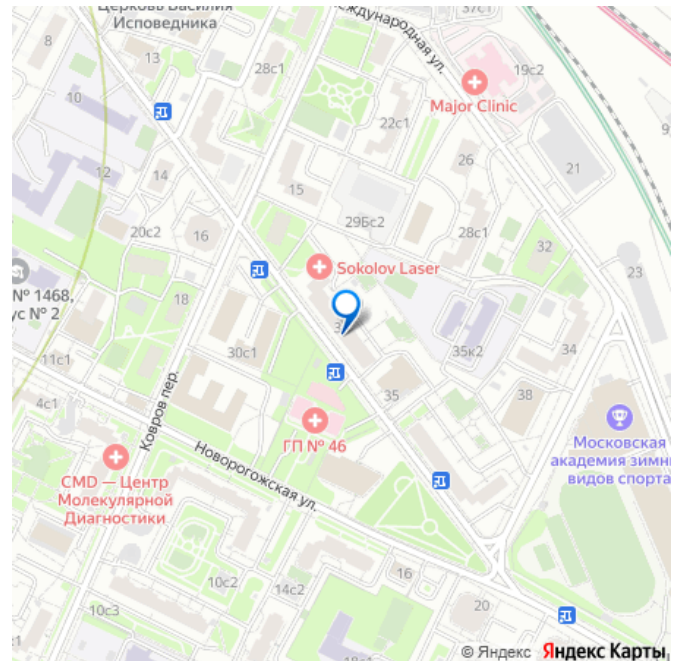 Церковь Василия
Исповедника
37с1
еждународная ул.
8
13
28с1
19с2
Major Clinic
10
22с1
9
26
21
12
14
15
29Бс2
20с2
16
28с1
32
Sokolov Laser
23
№ 1468,
ус № 2
18
3
30с1
35к2
34
11с1
35
38
4с1
Ковров пер.
ГП № 46
Московская
академия зимни
видов спорта
Новорогожская ул.
CMD — Центр
Молекулярной
Диагностики
10с2
14с2
16
10с3
20
© Яндекс Яндекс Карты